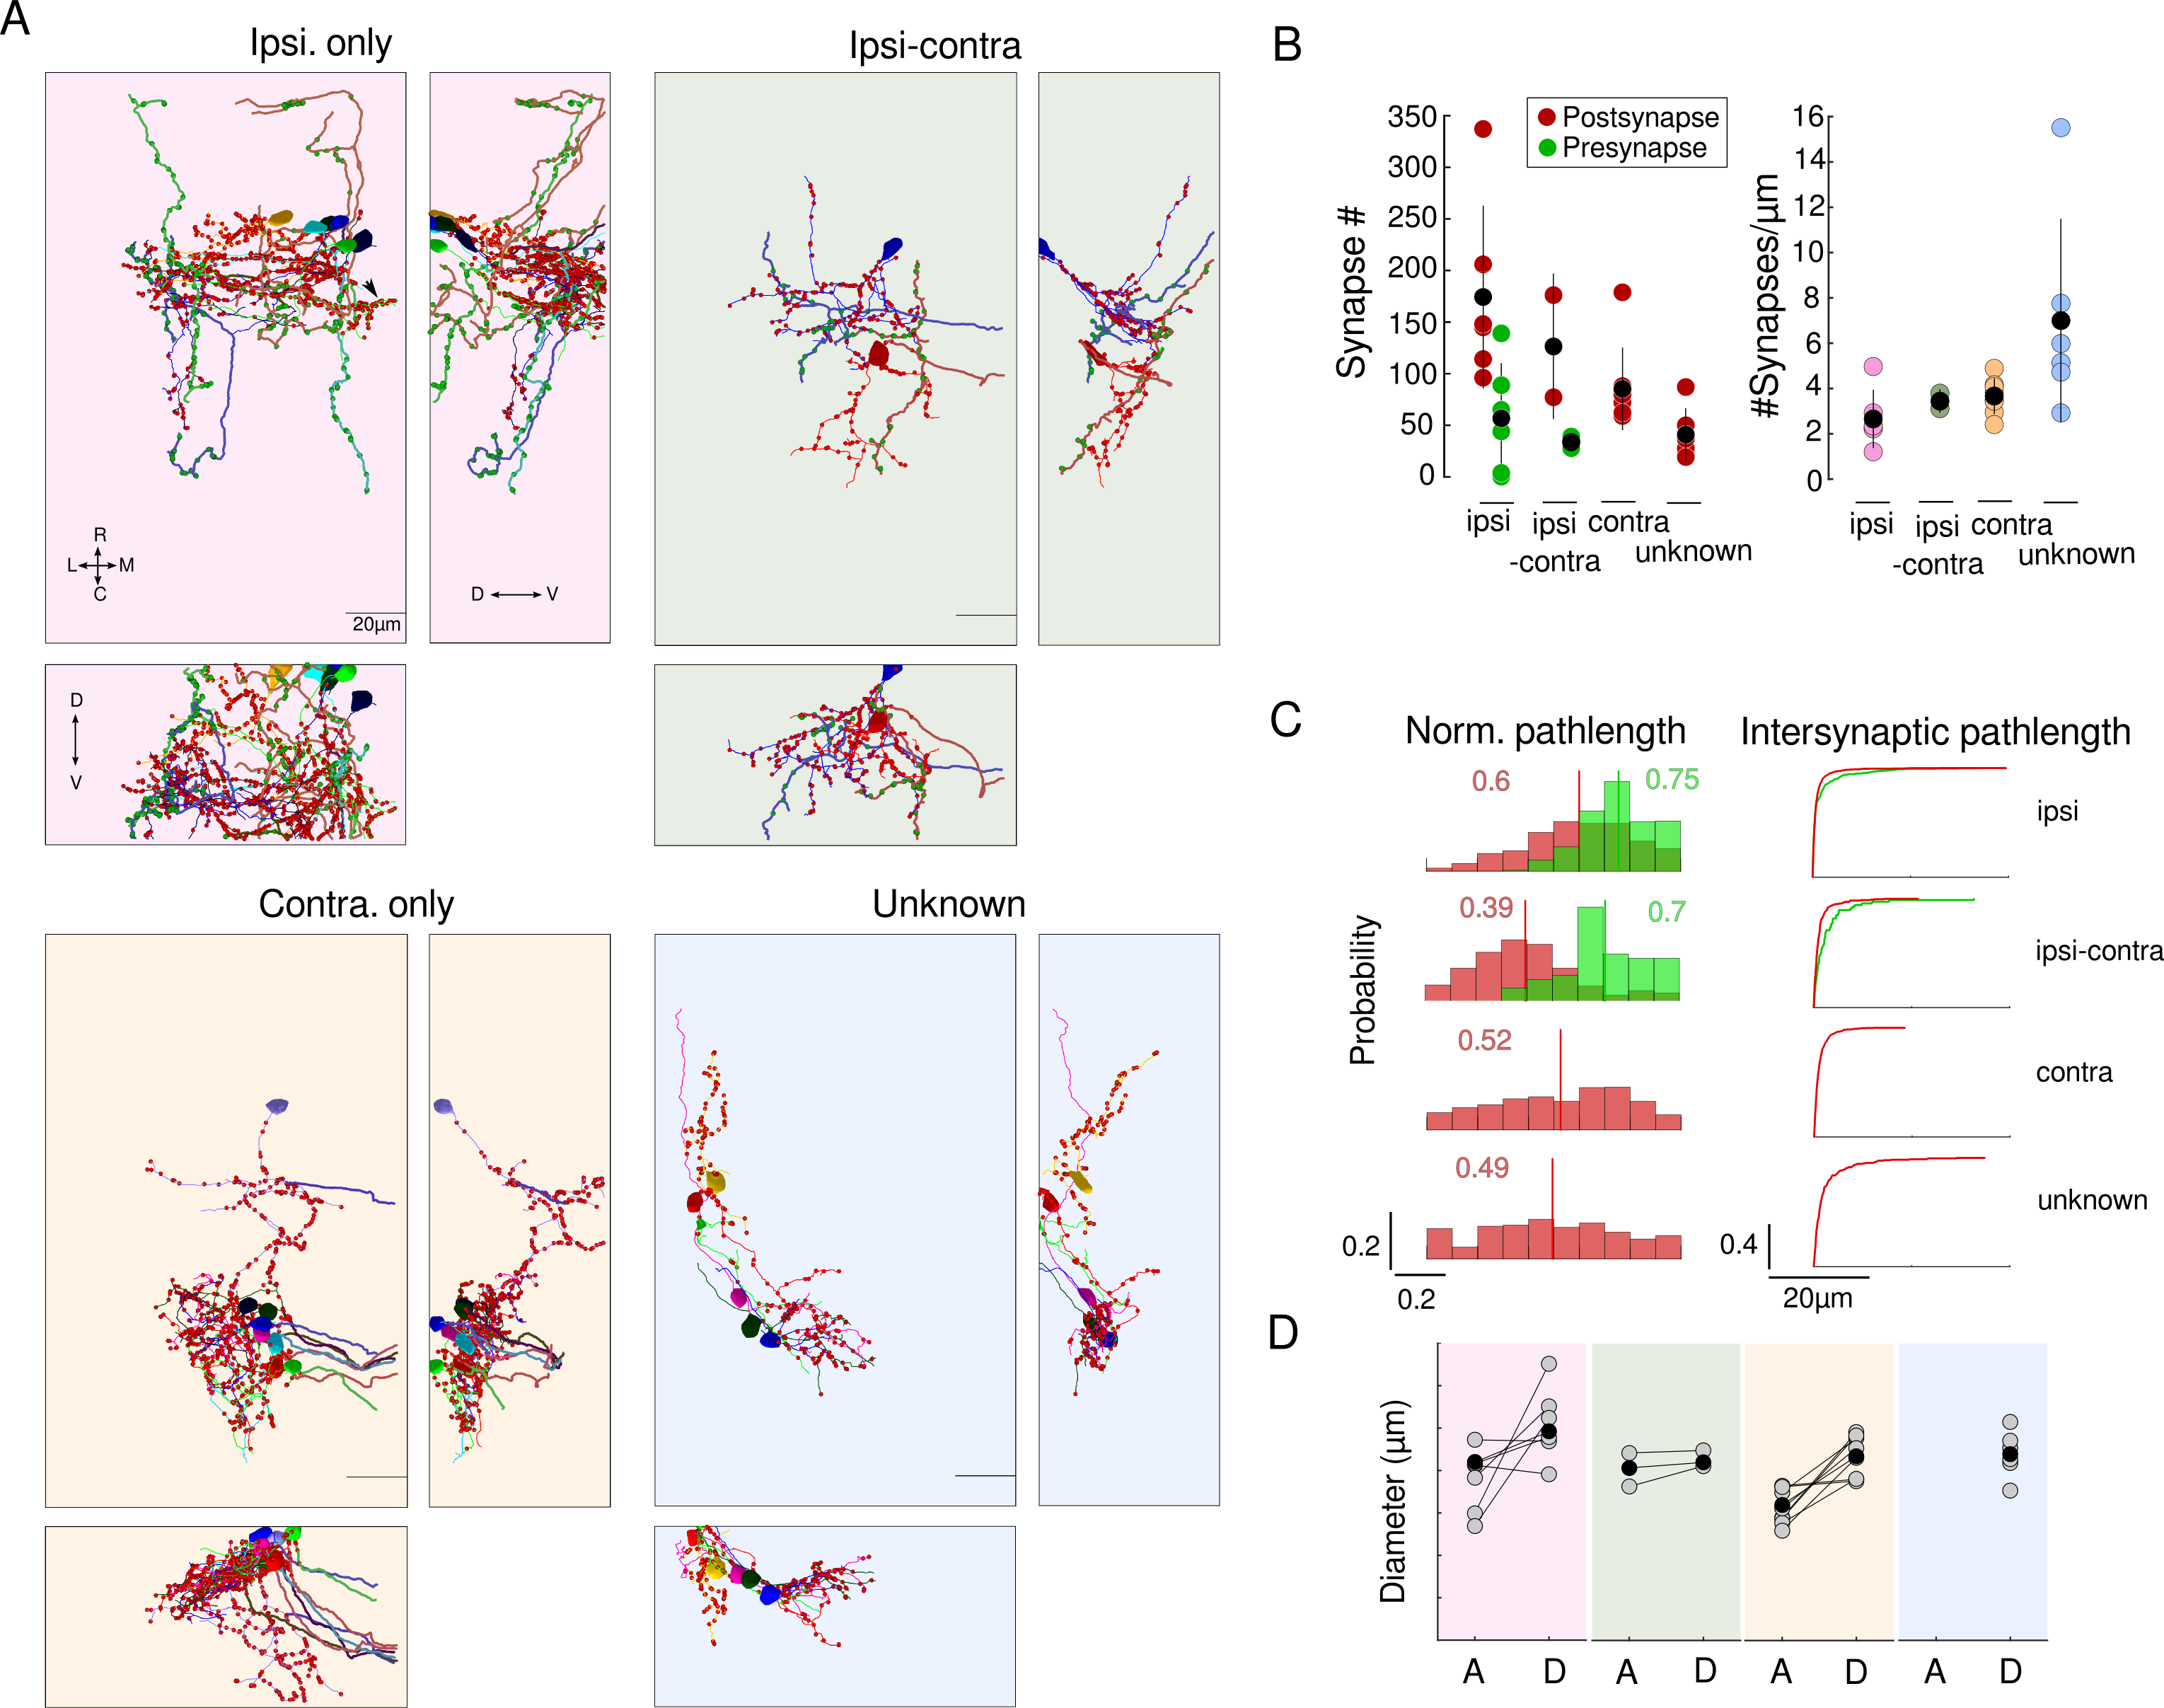 A
Ipsi. only
Ipsi-contra
R
L M
C
D V
20µm
D
V
Contra. only
Unknown
B
Synapse #
350
300
250
200
150
100
50
0
Postsynapse
Presynapse
ipsi
ipsi
-contra
contra
unknown
#Synapses/µm
16
14
12
10
8
6
4
2
0
ipsi
ipsi
-contra
contra
unknown
C
Norm. pathlength
Intersynaptic pathlength
Probability
0.6
0.75
ipsi
0.39
0.7
ipsi-contra
0.52
contra
0.49
unknown
0.2
0.2
0.4
20µm
D
Diameter (µm)
A D A D A D A D